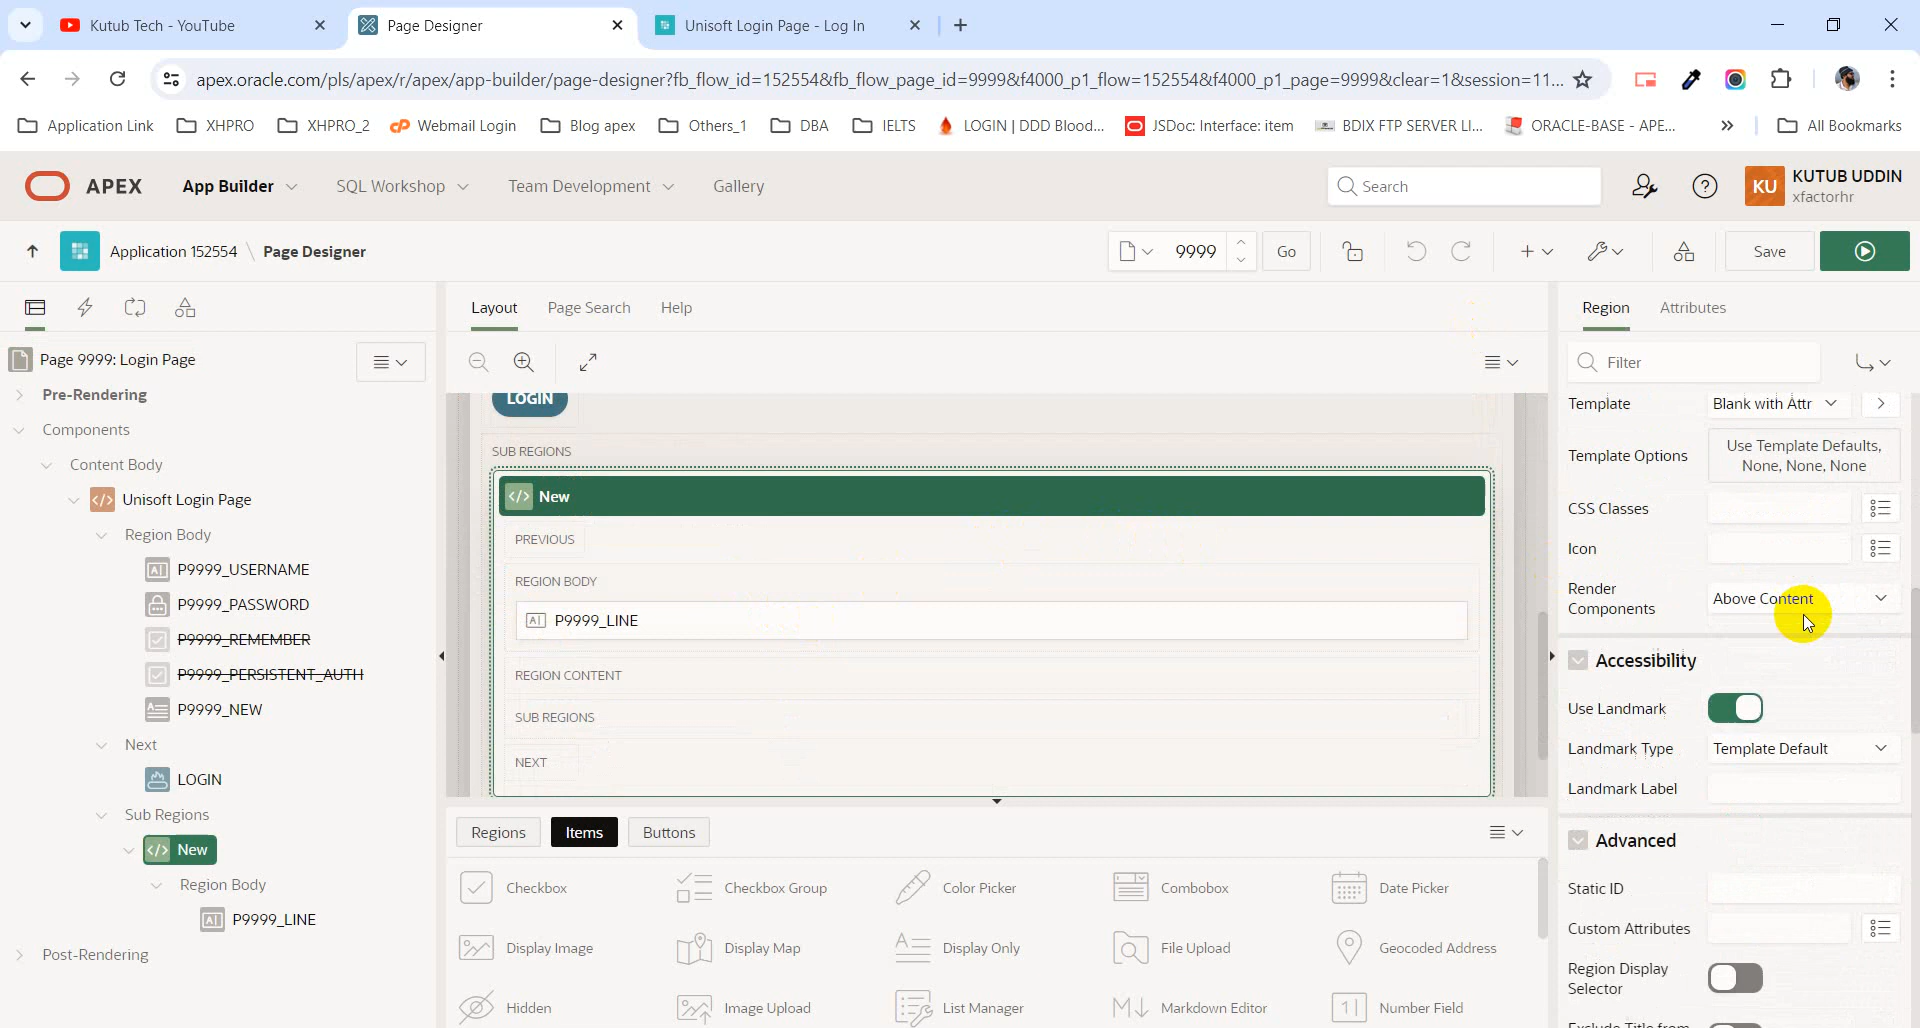 Kutub Tech - YouTube
Page Designer
Unisoft Login Page - Log In
apex.oracle.com/pls/apex/r/apex/app-builder/page-designer?fb_flow_id=152554&fb_flow_page_id=9999&f4000_p1_flow=152554&f4000_p1_page=9999&clear=1&session=11...
Application Link
XHPRO
XHPRO_2
Webmail Login
Blog apex
Others_1
DBA
IELTS
LOGIN | DDD Blood...
JSDoc: Interface: item
BDIX FTP SERVER LI...
ORACLE-BASE - APE...
All Bookmarks
APEX
App Builder
SQL Workshop
Team Development
Gallery
Search
KU
KUTUB UDDIN
xfactorhr
Application 152554 \ Page Designer
9999
Go
Save
Page 9999: Login Page
Pre-Rendering
Components
Content Body
Unisoft Login Page
Region Body
P9999_USERNAME
P9999_PASSWORD
P9999_REMEMBER
P9999_PERSISTENT_AUTH
P9999_NEW
Next
LOGIN
Sub Regions
New
Region Body
P9999_LINE
Post-Rendering
Layout
Page Search
Help
LOGIN
SUB REGIONS
New
PREVIOUS
REGION BODY
P9999_LINE
REGION CONTENT
SUB REGIONS
NEXT
Regions
Items
Buttons
Checkbox
Checkbox Group
Color Picker
Combobox
Date Picker
Display Image
Display Map
Display Only
File Upload
Geocoded Address
Hidden
Image Upload
List Manager
Markdown Editor
Number Field
Region
Attributes
Filter
Template
Blank with Attr
Template Options
Use Template Defaults,
None, None, None
CSS Classes
Icon
Render
Components
Above Content
Accessibility
Use Landmark
Landmark Type
Template Default
Landmark Label
Advanced
Static ID
Custom Attributes
Region Display
Selector
Exclude Title from